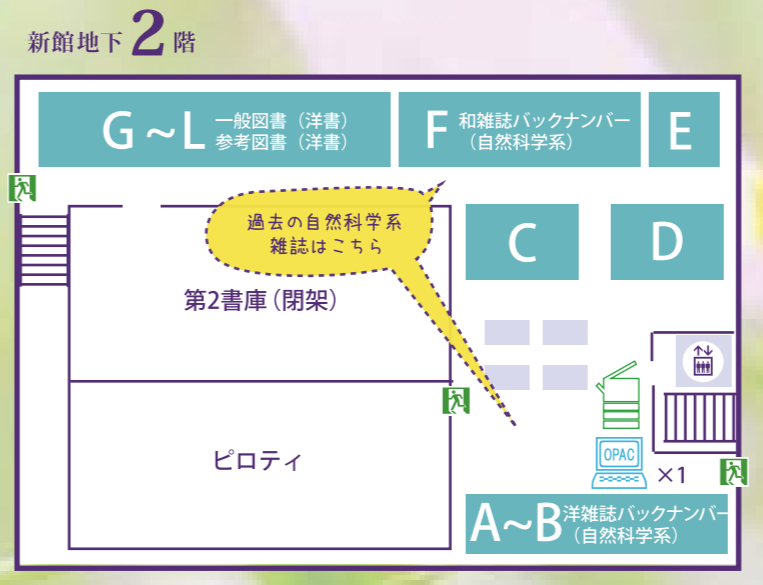 新館地下2階
G~L 一般図書（洋書）
参考図書（洋書）
F 和雑誌バックナンバー
（自然科学系）
E
過去の自然科学系
雑誌はこちら
C
D
第2書庫（閉架）
ピロティ
OPAC
×1
A~B 洋雑誌バックナンバー
（自然科学系）